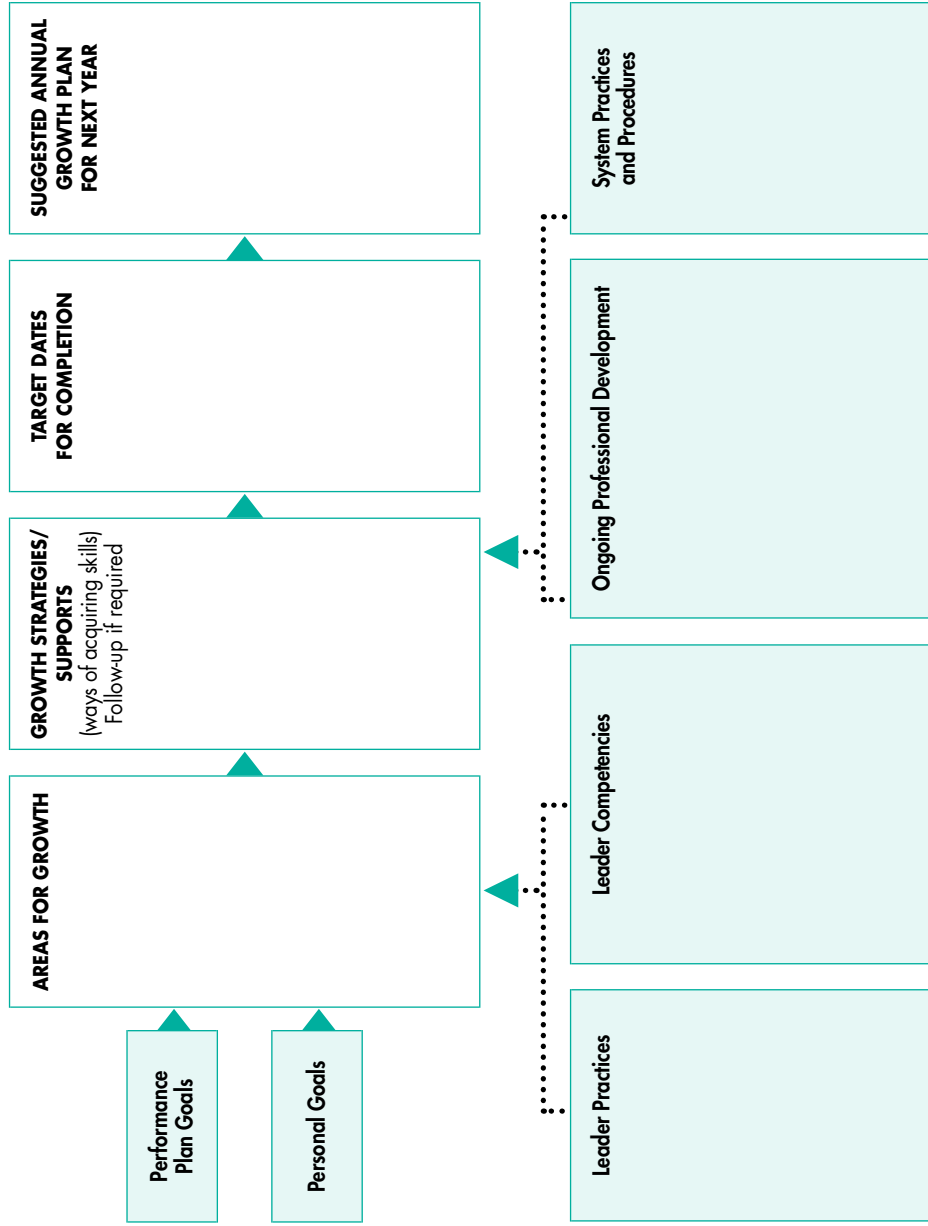 Performance
Plan Goals
Personal Goals
AREAS FOR GROWTH
GROWTH STRATEGIES/
SUPPORTS
(ways of acquiring skills)
Follow-up if required
TARGET DATES
FOR COMPLETION
SUGGESTED ANNUAL
GROWTH PLAN
FOR NEXT YEAR
Leader Practices
Leader Competencies
Ongoing Professional Development
System Practices
and Procedures